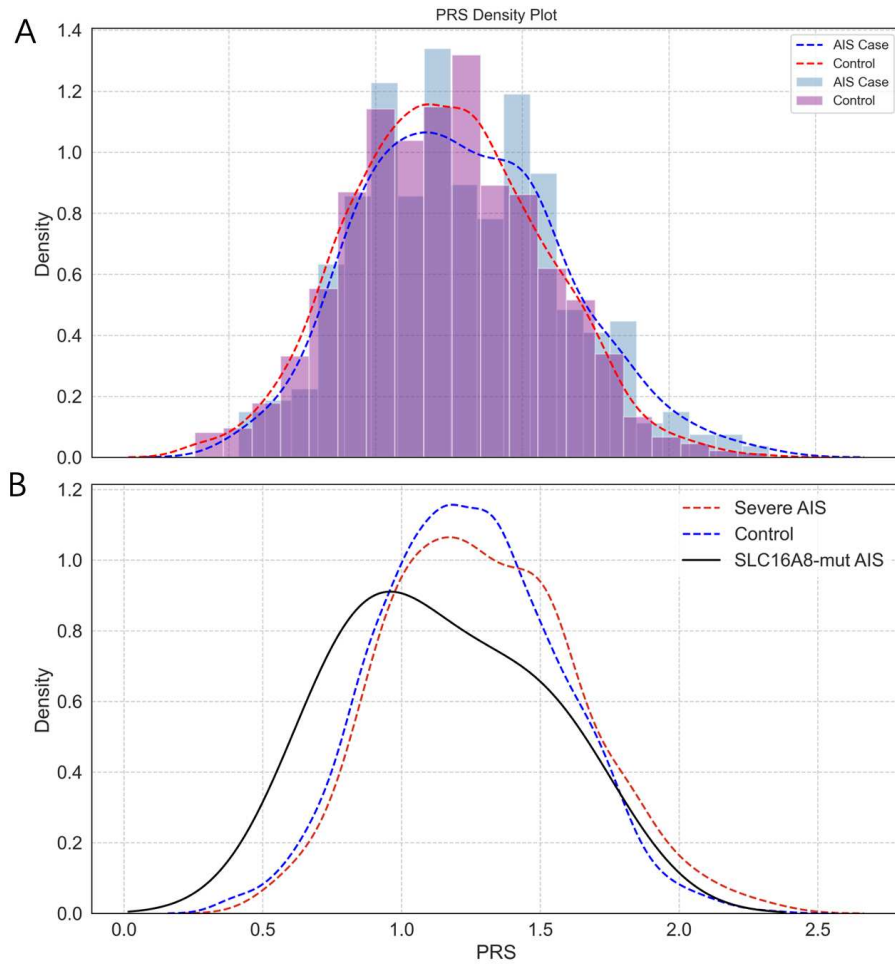 A
PRS Density Plot
1.4
1.2
1.0
0.8
0.6
0.4
0.2
0.0
Density
AIS Case
Control
AIS Case
Control
B
1.2
1.0
0.8
0.6
0.4
0.2
0.0
Density
Severe AIS
Control
SLC16A8-mut AIS
0.0 0.5 1.0 1.5 2.0 2.5
PRS